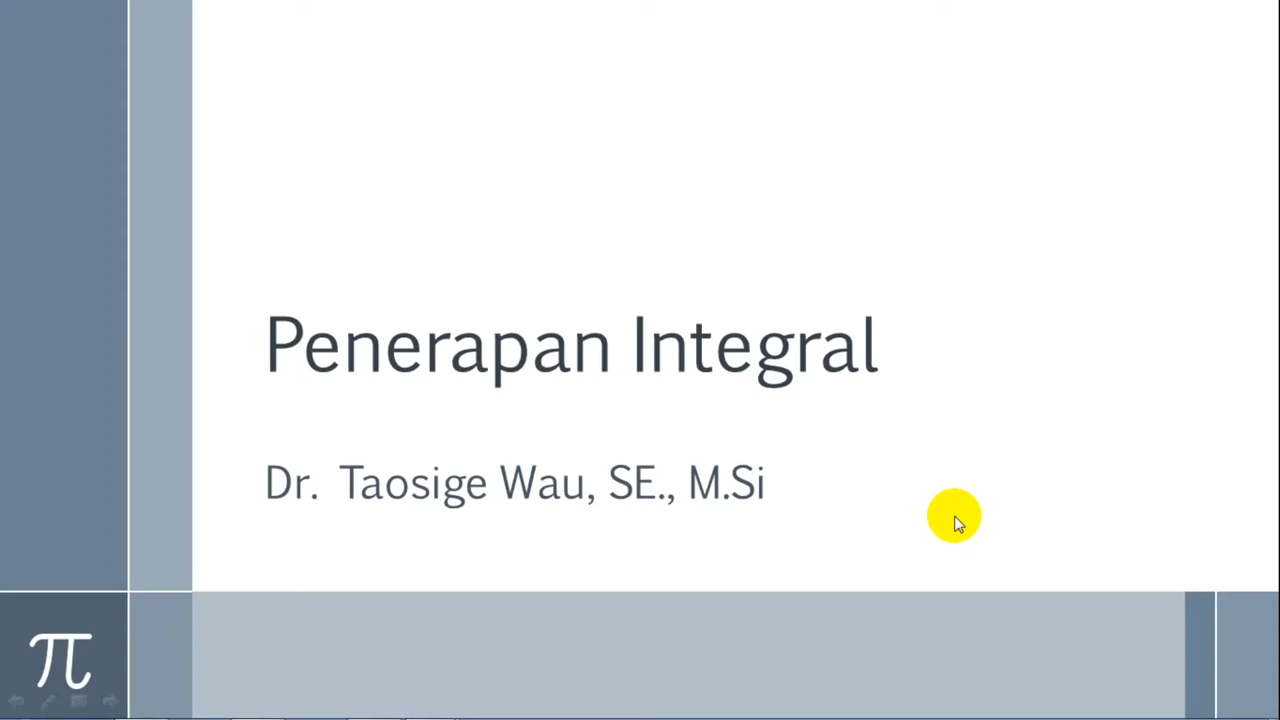 Penerapan Integral
Dr. Taosige Wau, SE., M.Si
π